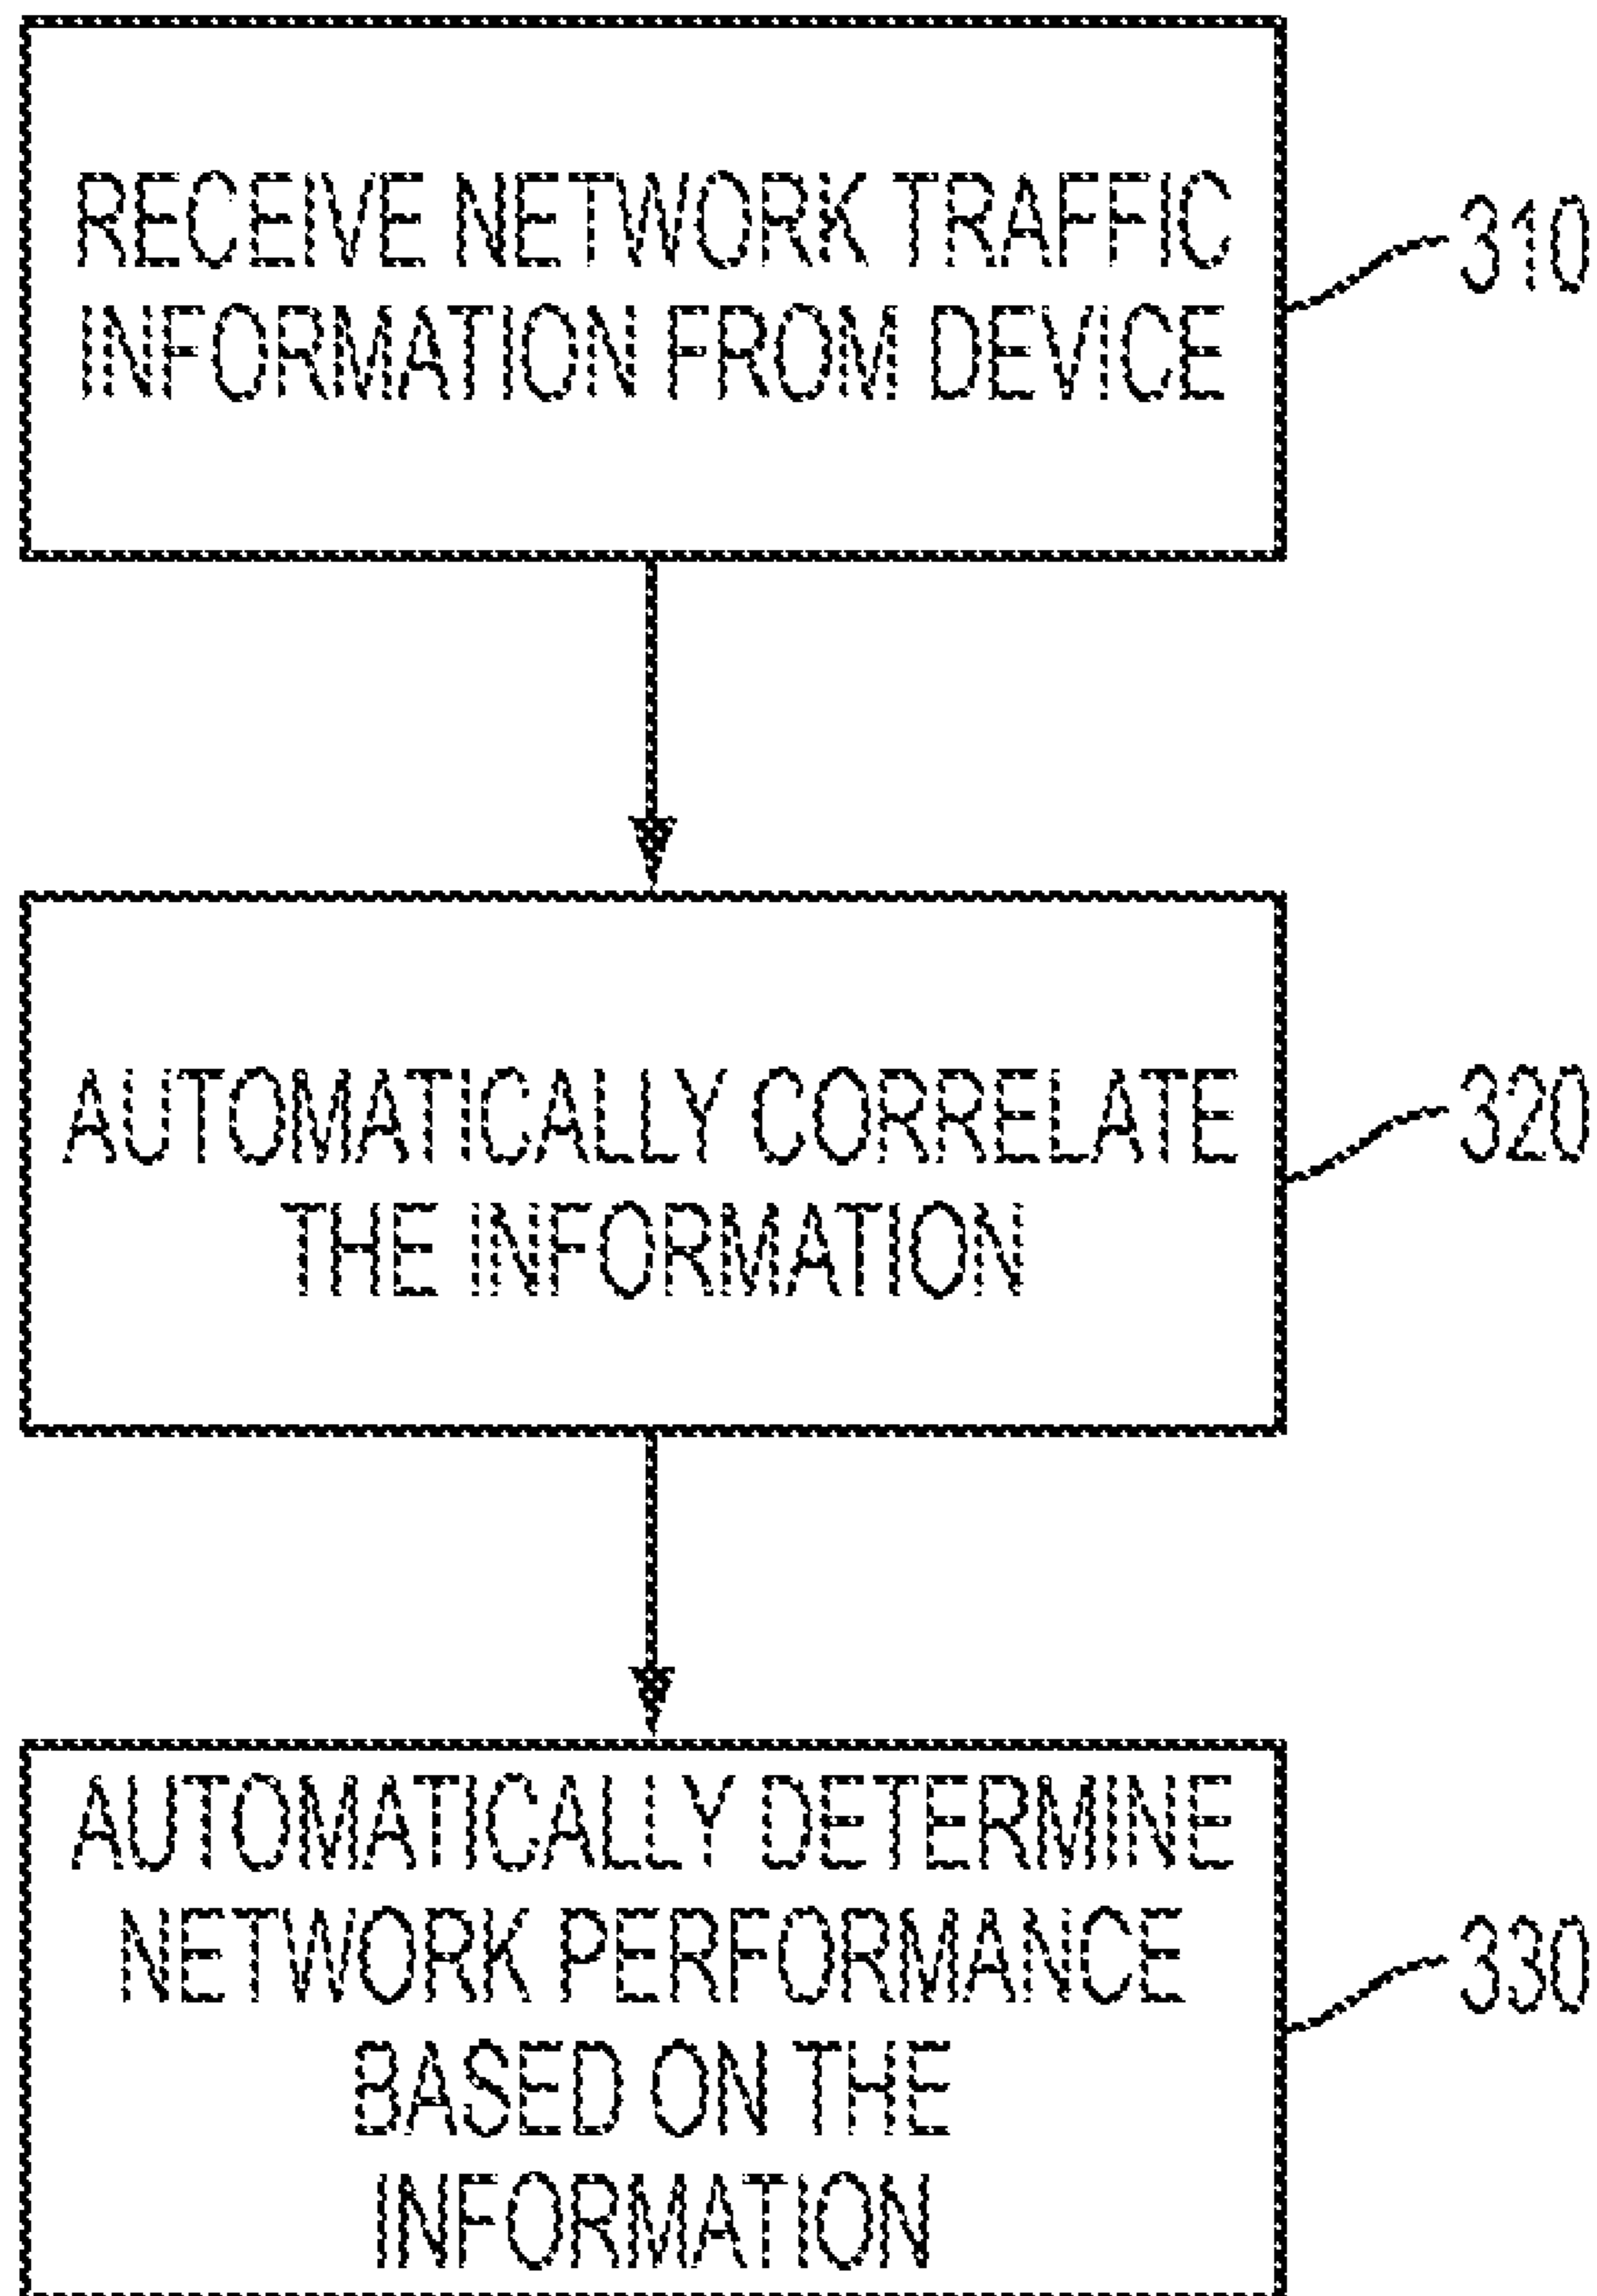 RECEIVE NETWORK TRAFFIC
INFORMATION FROM DEVICE
310
AUTOMATICALLY CORRELATE
THE INFORMATION
320
AUTOMATICALLY DETERMINE
NETWORK PERFORMANCE
BASED ON THE
INFORMATION
330